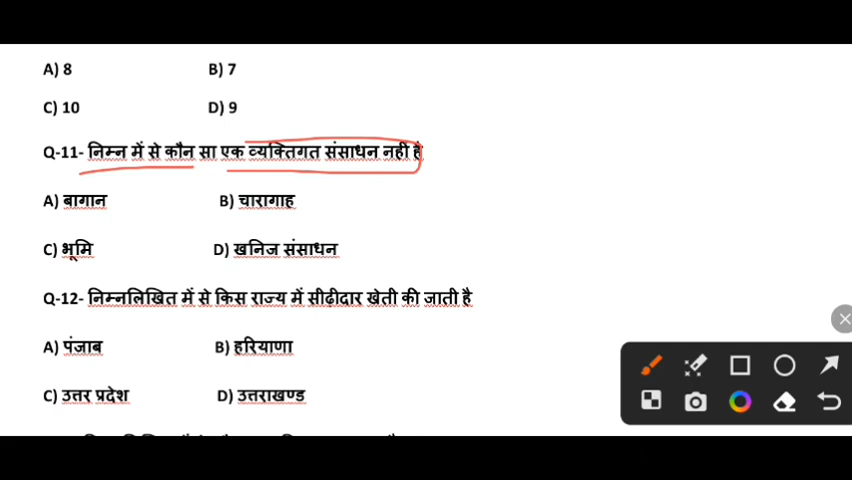 A) 8 B) 7
C) 10 D) 9
Q-11- निम्न में से कौन सा एक व्यक्तिगत संसाधन नहीं है
A) बागान B) चारागाह
C) भूमि D) खनिज संसाधन
Q-12- निम्नलिखित में से किस राज्य में सीढ़ीदार खेती की जाती है
A) पंजाब B) हरियाणा
C) उत्तर प्रदेश D) उत्तराखण्ड